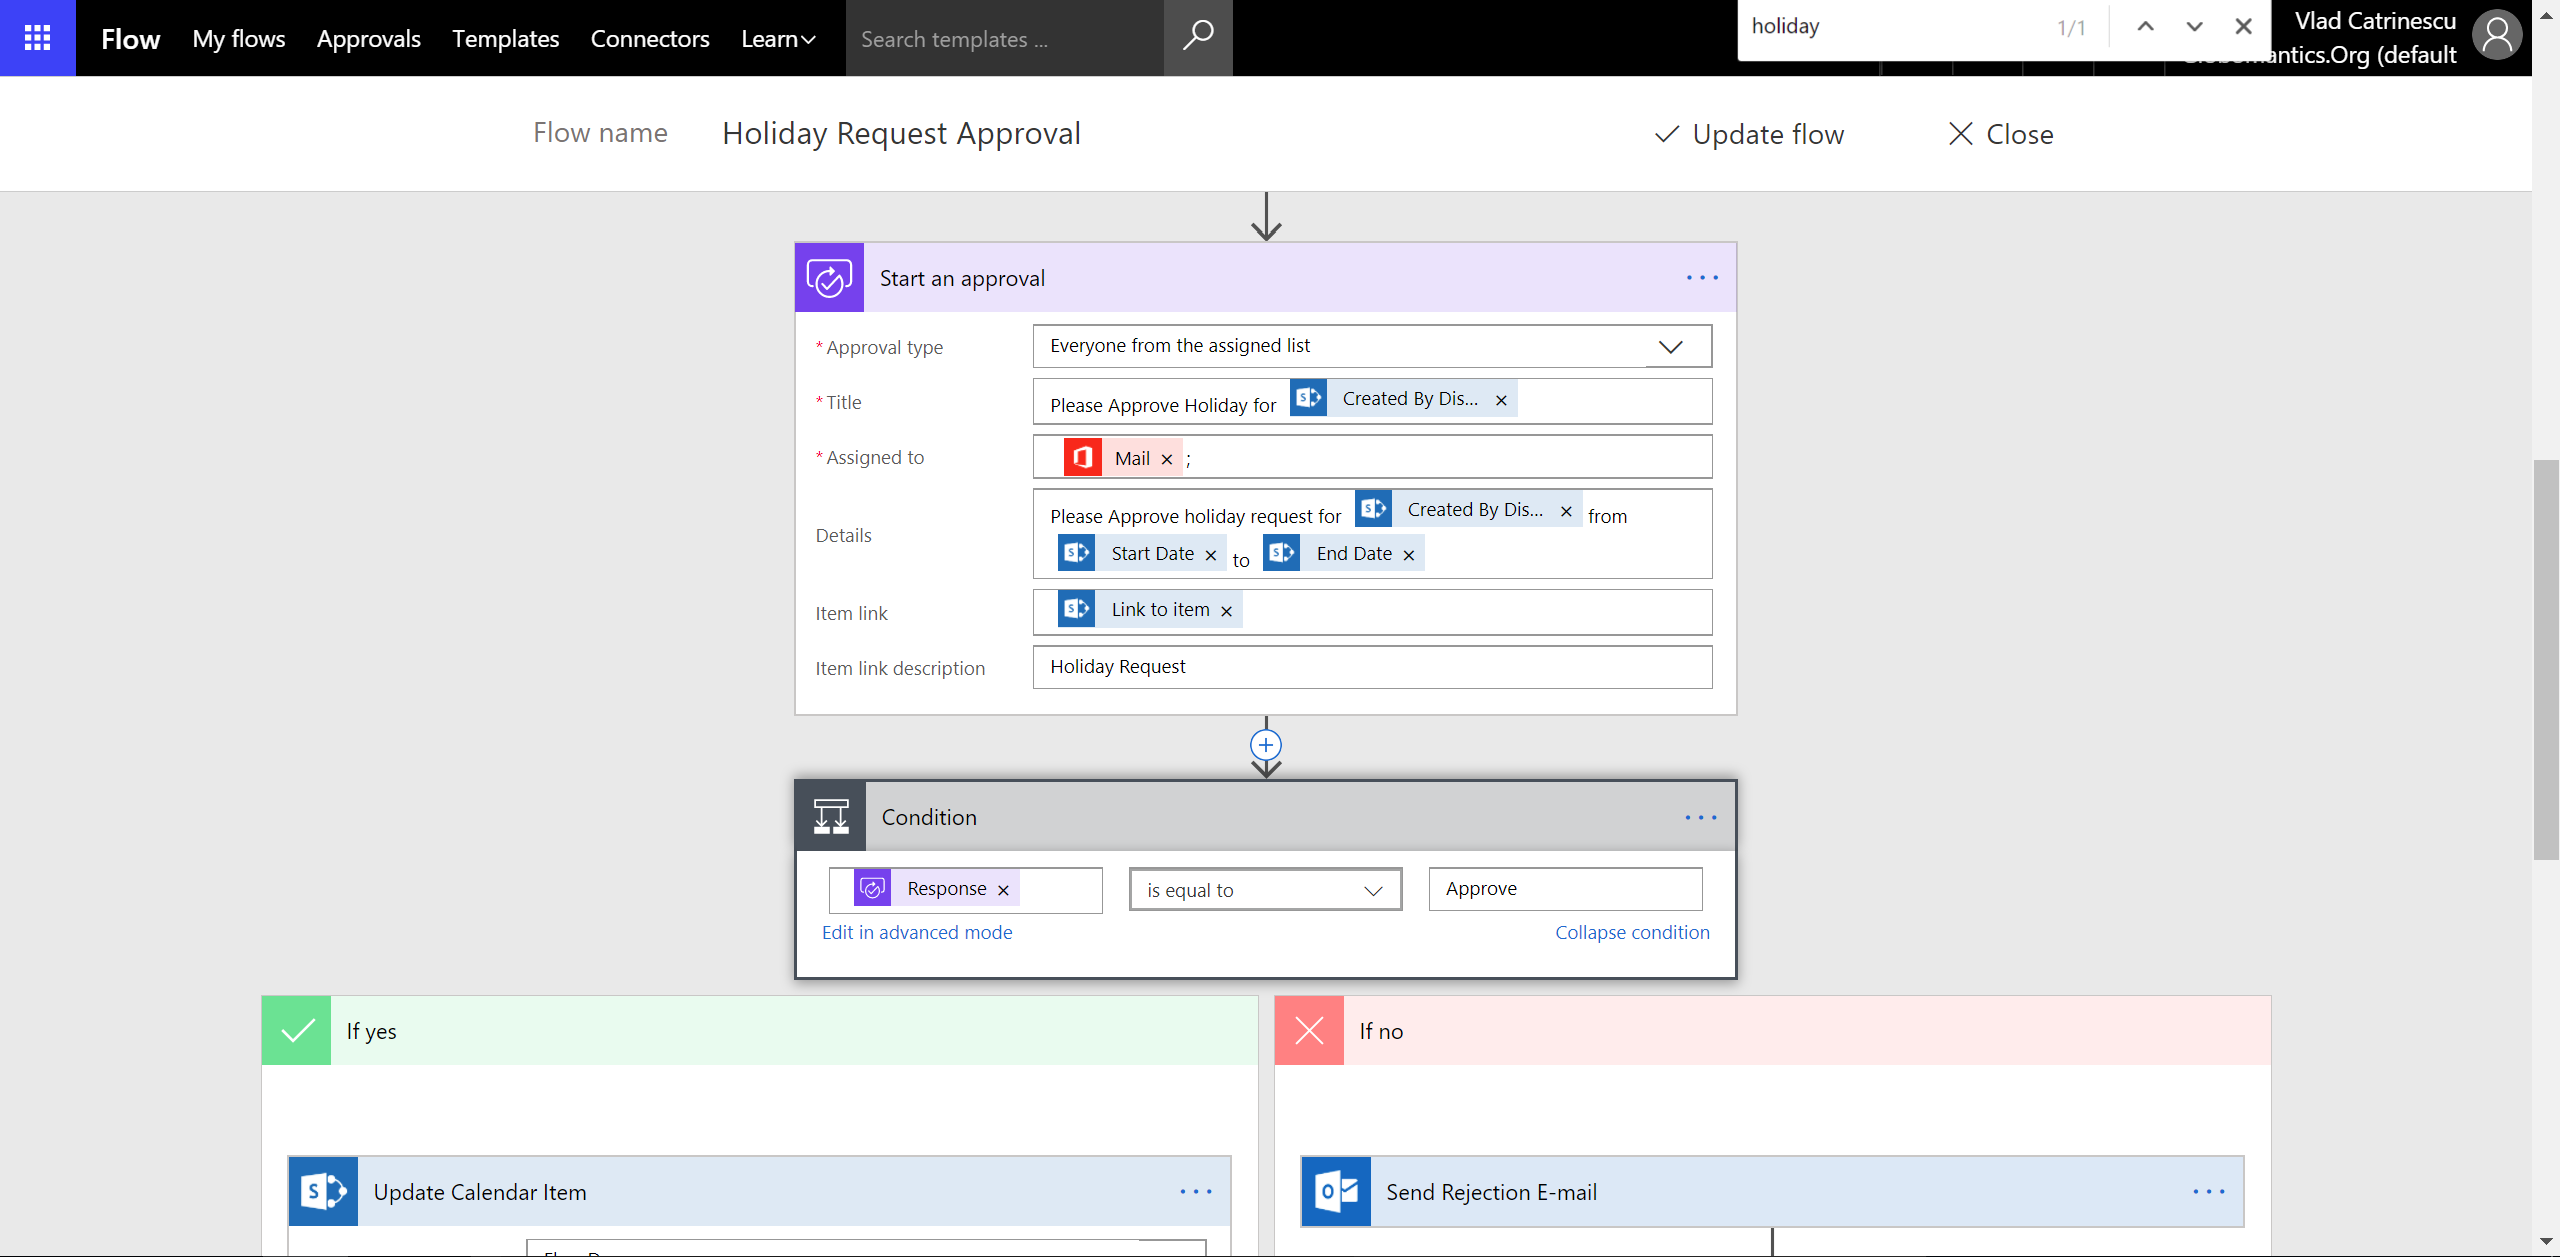 Flow My flows Approvals Templates Connectors Learn Search templates ... holiday 1/1 Vlad Catrinescu
(default
Flow name Holiday Request Approval Update flow Close
Start an approval
* Approval type Everyone from the assigned list
* Title Please Approve Holiday for Created By Dis... ×
* Assigned to Mail × ;
Details Please Approve holiday request for Created By Dis... × from
Start Date × to End Date ×
Item link Link to item ×
Item link description Holiday Request
Condition
Response × is equal to Approve
Edit in advanced mode Collapse condition
If yes If no
Update Calendar Item Send Rejection E-mail